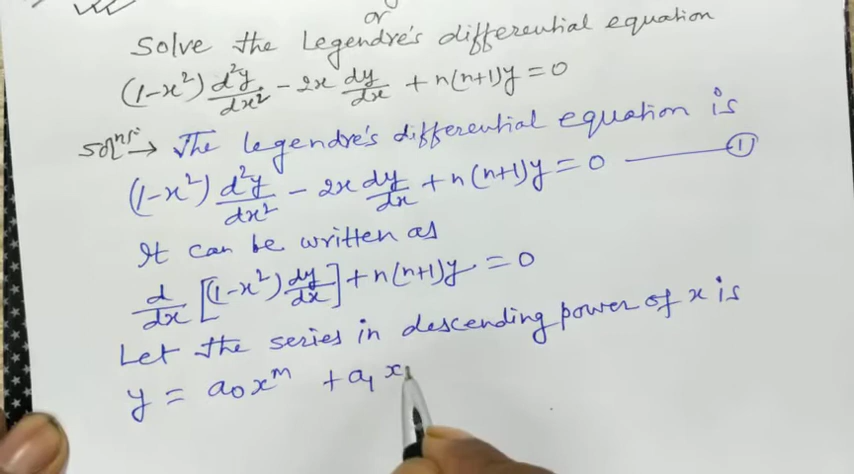 or
Solve the Legendre's differential equation
(1-x²) d²y/dx² - 2x dy/dx + n(n+1)y = 0
Solⁿ:→ The Legendre's differential equation is
(1-x²) d²y/dx² - 2x dy/dx + n(n+1)y = 0 —— ①
It can be written as
d/dx [(1-x²) dy/dx] + n(n+1)y = 0
Let the series in descending power of x is
y = a₀xᵐ + a₁x